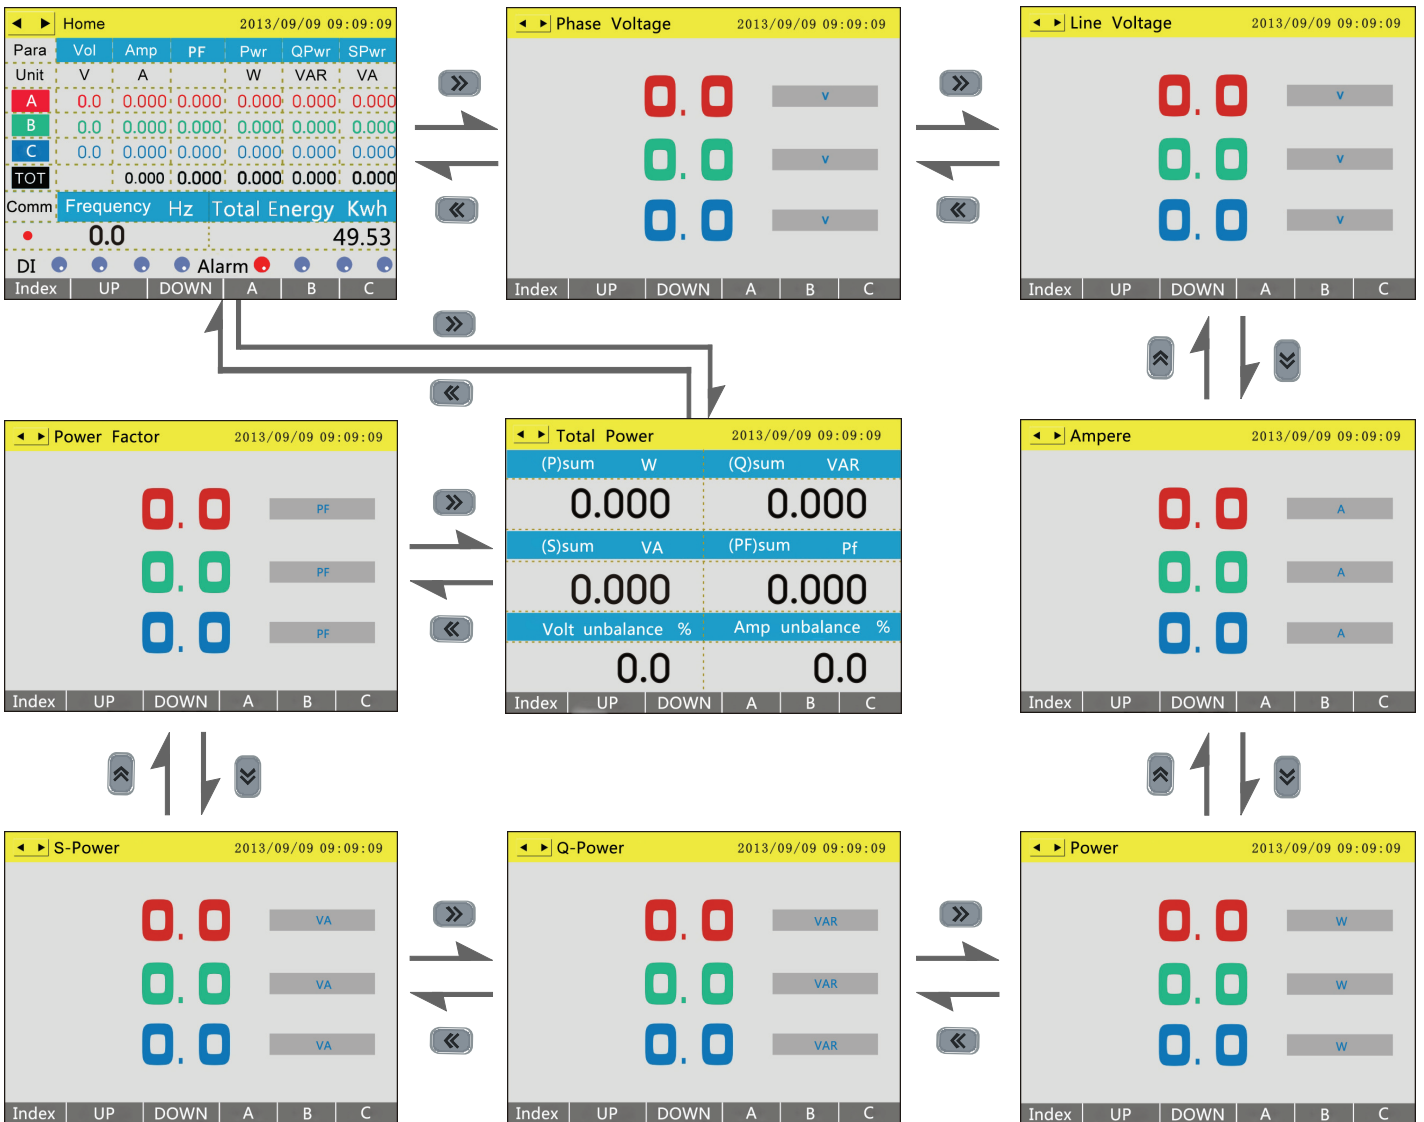 Home 2013/09/09 09:09:09
Para Vol Amp PF Pwr QPwr SPwr
Unit V A W VAR VA
A 0.0 0.000 0.000 0.000 0.000 0.000
B 0.0 0.000 0.000 0.000 0.000 0.000
C 0.0 0.000 0.000 0.000 0.000 0.000
TOT 0.000 0.000 0.000 0.000 0.000
Comm Frequency Hz Total Energy Kwh
0.0 49.53
DI Alarm
Index UP DOWN A B C
Phase Voltage 2013/09/09 09:09:09
0.0 V
0.0 V
0.0 V
Index UP DOWN A B C
Line Voltage 2013/09/09 09:09:09
0.0 V
0.0 V
0.0 V
Index UP DOWN A B C
Power Factor 2013/09/09 09:09:09
0.0 PF
0.0 PF
0.0 PF
Index UP DOWN A B C
Total Power 2013/09/09 09:09:09
(P)sum W (Q)sum VAR
0.000 0.000
(S)sum VA (PF)sum Pf
0.000 0.000
Volt unbalance % Amp unbalance %
0.0 0.0
Index UP DOWN A B C
Ampere 2013/09/09 09:09:09
0.0 A
0.0 A
0.0 A
Index UP DOWN A B C
S-Power 2013/09/09 09:09:09
0.0 VA
0.0 VA
0.0 VA
Index UP DOWN A B C
Q-Power 2013/09/09 09:09:09
0.0 VAR
0.0 VAR
0.0 VAR
Index UP DOWN A B C
Power 2013/09/09 09:09:09
0.0 W
0.0 W
0.0 W
Index UP DOWN A B C